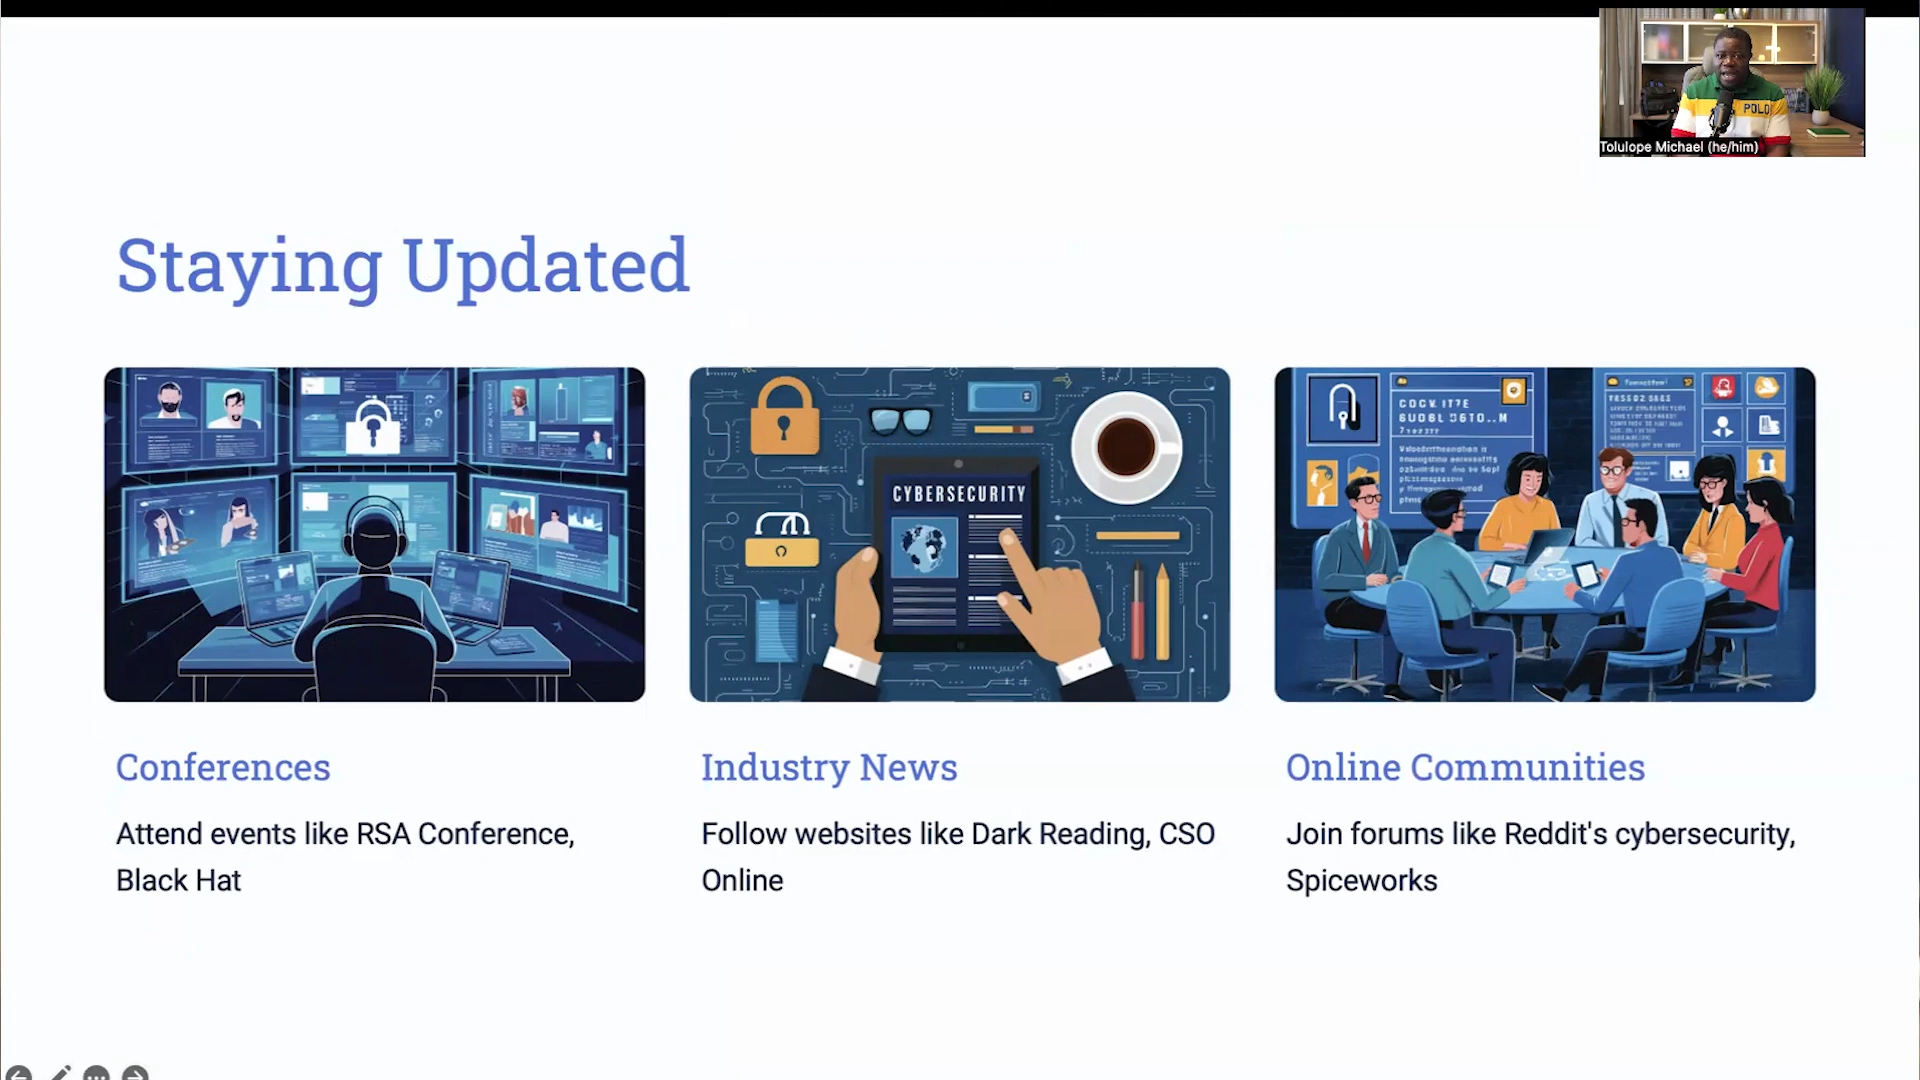 POLO
Tolulope Michael (he/him)
Staying Updated
CYBERSECURITY
Conferences
Industry News
Online Communities
Attend events like RSA Conference,
Black Hat
Follow websites like Dark Reading, CSO
Online
Join forums like Reddit's cybersecurity,
Spiceworks